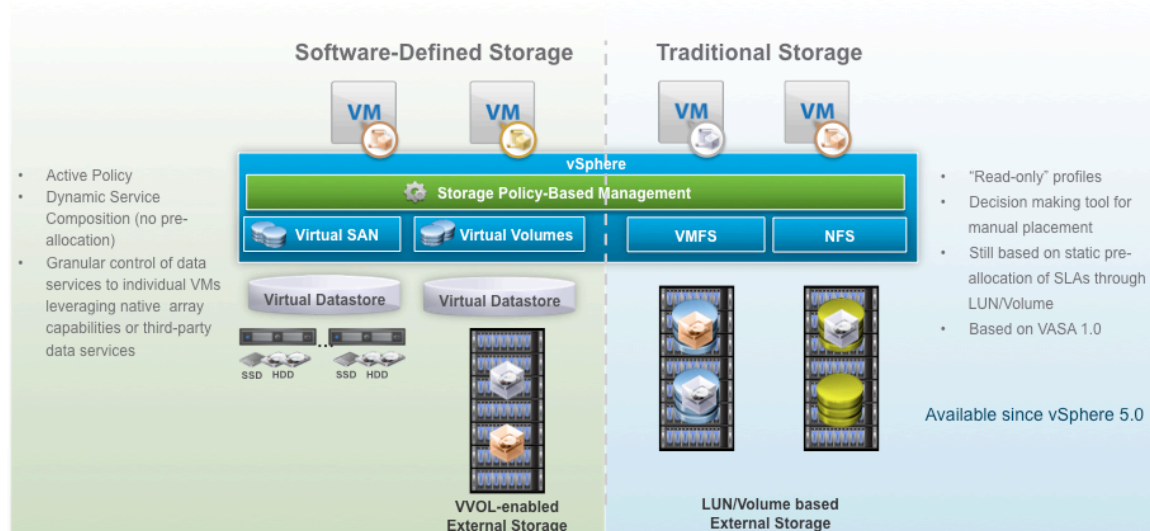 Software-Defined Storage
Traditional Storage
VM
VM
VM
VM
vSphere
Storage Policy-Based Management
Virtual SAN
Virtual Volumes
VMFS
NFS
• Active Policy
• Dynamic Service
Composition (no pre-
allocation)
• Granular control of data
services to individual VMs
leveraging native array
capabilities or third-party
data services
Virtual Datastore
Virtual Datastore
...
SSD HDD
SSD HDD
VVOL-enabled
External Storage
LUN/Volume based
External Storage
• “Read-only” profiles
• Decision making tool for
manual placement
• Still based on static pre-
allocation of SLAs through
LUN/Volume
• Based on VASA 1.0
Available since vSphere 5.0